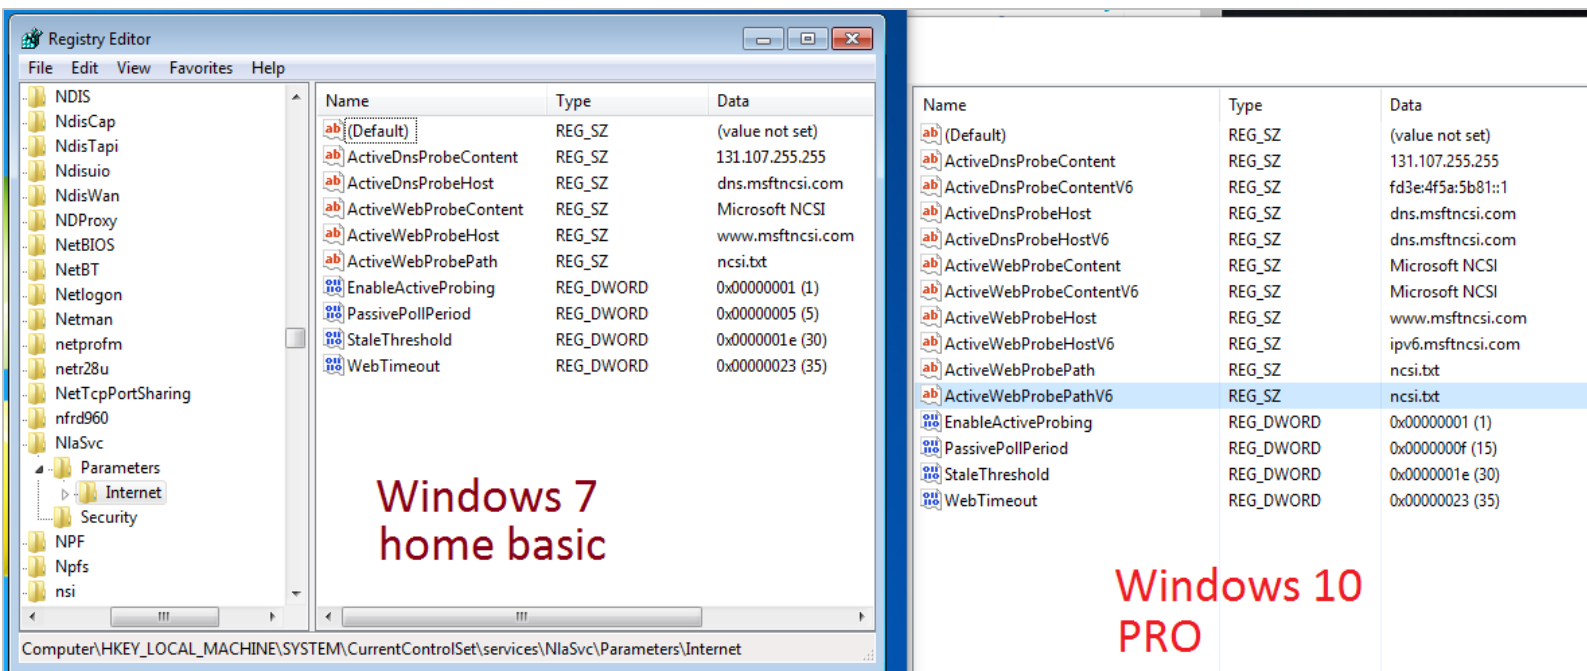 Registry Editor
File Edit View Favorites Help
NDIS
NdisCap
NdisTapi
Ndisuio
NdisWan
NDProxy
NetBIOS
NetBT
Netlogon
Netman
netprofm
netr28u
NetTcpPortSharing
nfrd960
NlaSvc
Parameters
Internet
Security
NPF
Npfs
nsi
Name Type Data
(Default) REG_SZ (value not set)
ActiveDnsProbeContent REG_SZ 131.107.255.255
ActiveDnsProbeHost REG_SZ dns.msftncsi.com
ActiveWebProbeContent REG_SZ Microsoft NCSI
ActiveWebProbeHost REG_SZ www.msftncsi.com
ActiveWebProbePath REG_SZ ncsi.txt
EnableActiveProbing REG_DWORD 0x00000001 (1)
PassivePollPeriod REG_DWORD 0x00000005 (5)
StaleThreshold REG_DWORD 0x0000001e (30)
WebTimeout REG_DWORD 0x00000023 (35)
Windows 7
home basic
Computer\HKEY_LOCAL_MACHINE\SYSTEM\CurrentControlSet\services\NlaSvc\Parameters\Internet
Name Type Data
(Default) REG_SZ (value not set)
ActiveDnsProbeContent REG_SZ 131.107.255.255
ActiveDnsProbeContentV6 REG_SZ fd3e:4f5a:5b81::1
ActiveDnsProbeHost REG_SZ dns.msftncsi.com
ActiveDnsProbeHostV6 REG_SZ dns.msftncsi.com
ActiveWebProbeContent REG_SZ Microsoft NCSI
ActiveWebProbeContentV6 REG_SZ Microsoft NCSI
ActiveWebProbeHost REG_SZ www.msftncsi.com
ActiveWebProbeHostV6 REG_SZ ipv6.msftncsi.com
ActiveWebProbePath REG_SZ ncsi.txt
ActiveWebProbePathV6 REG_SZ ncsi.txt
EnableActiveProbing REG_DWORD 0x00000001 (1)
PassivePollPeriod REG_DWORD 0x0000000f (15)
StaleThreshold REG_DWORD 0x0000001e (30)
WebTimeout REG_DWORD 0x00000023 (35)
Windows 10
PRO